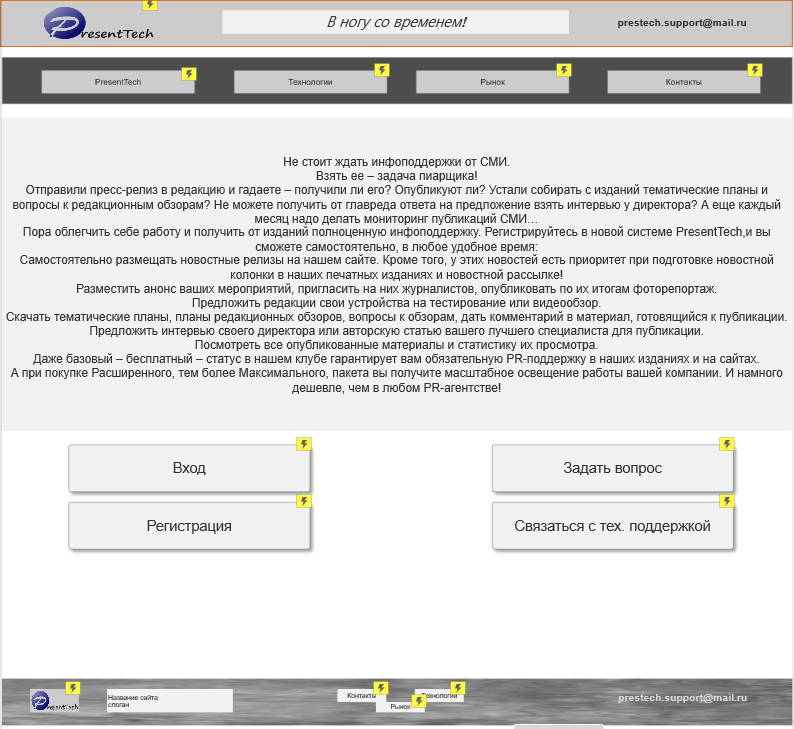 PresentTech
В ногу со временем!
prestech.support@mail.ru
PresentTech
Технологии
Рынок
Контакты
Не стоит ждать инфоподдержки от СМИ.
Взять ее – задача пиарщика!
Отправили пресс-релиз в редакцию и гадаете – получили ли его? Опубликуют ли? Устали собирать с изданий тематические планы и
вопросы к редакционным обзорам? Не можете получить от главреда ответа на предложение взять интервью у директора? А еще каждый
месяц надо делать мониторинг публикаций СМИ…
Пора облегчить себе работу и получить от изданий полноценную инфоподдержку. Регистрируйтесь в новой системе PresentTech,и вы
сможете самостоятельно, в любое удобное время:
Самостоятельно размещать новостные релизы на нашем сайте. Кроме того, у этих новостей есть приоритет при подготовке новостной
колонки в наших печатных изданиях и новостной рассылке!
Разместить анонс ваших мероприятий, пригласить на них журналистов, опубликовать по их итогам фоторепортаж.
Предложить редакции свои устройства на тестирование или видеообзор.
Скачать тематические планы, планы редакционных обзоров, вопросы к обзорам, дать комментарий в материал, готовящийся к публикации.
Предложить интервью своего директора или авторскую статью вашего лучшего специалиста для публикации.
Посмотреть все опубликованные материалы и статистику их просмотра.
Даже базовый – бесплатный – статус в нашем клубе гарантирует вам обязательную PR-поддержку в наших изданиях и на сайтах.
А при покупке Расширенного, тем более Максимального, пакета вы получите масштабное освещение работы вашей компании. И намного
дешевле, чем в любом PR-агентстве!
Вход
Задать вопрос
Регистрация
Связаться с тех. поддержкой
PresentTech
Название сайта
слоган
Контакты
Технологии
Рынок
prestech.support@mail.ru